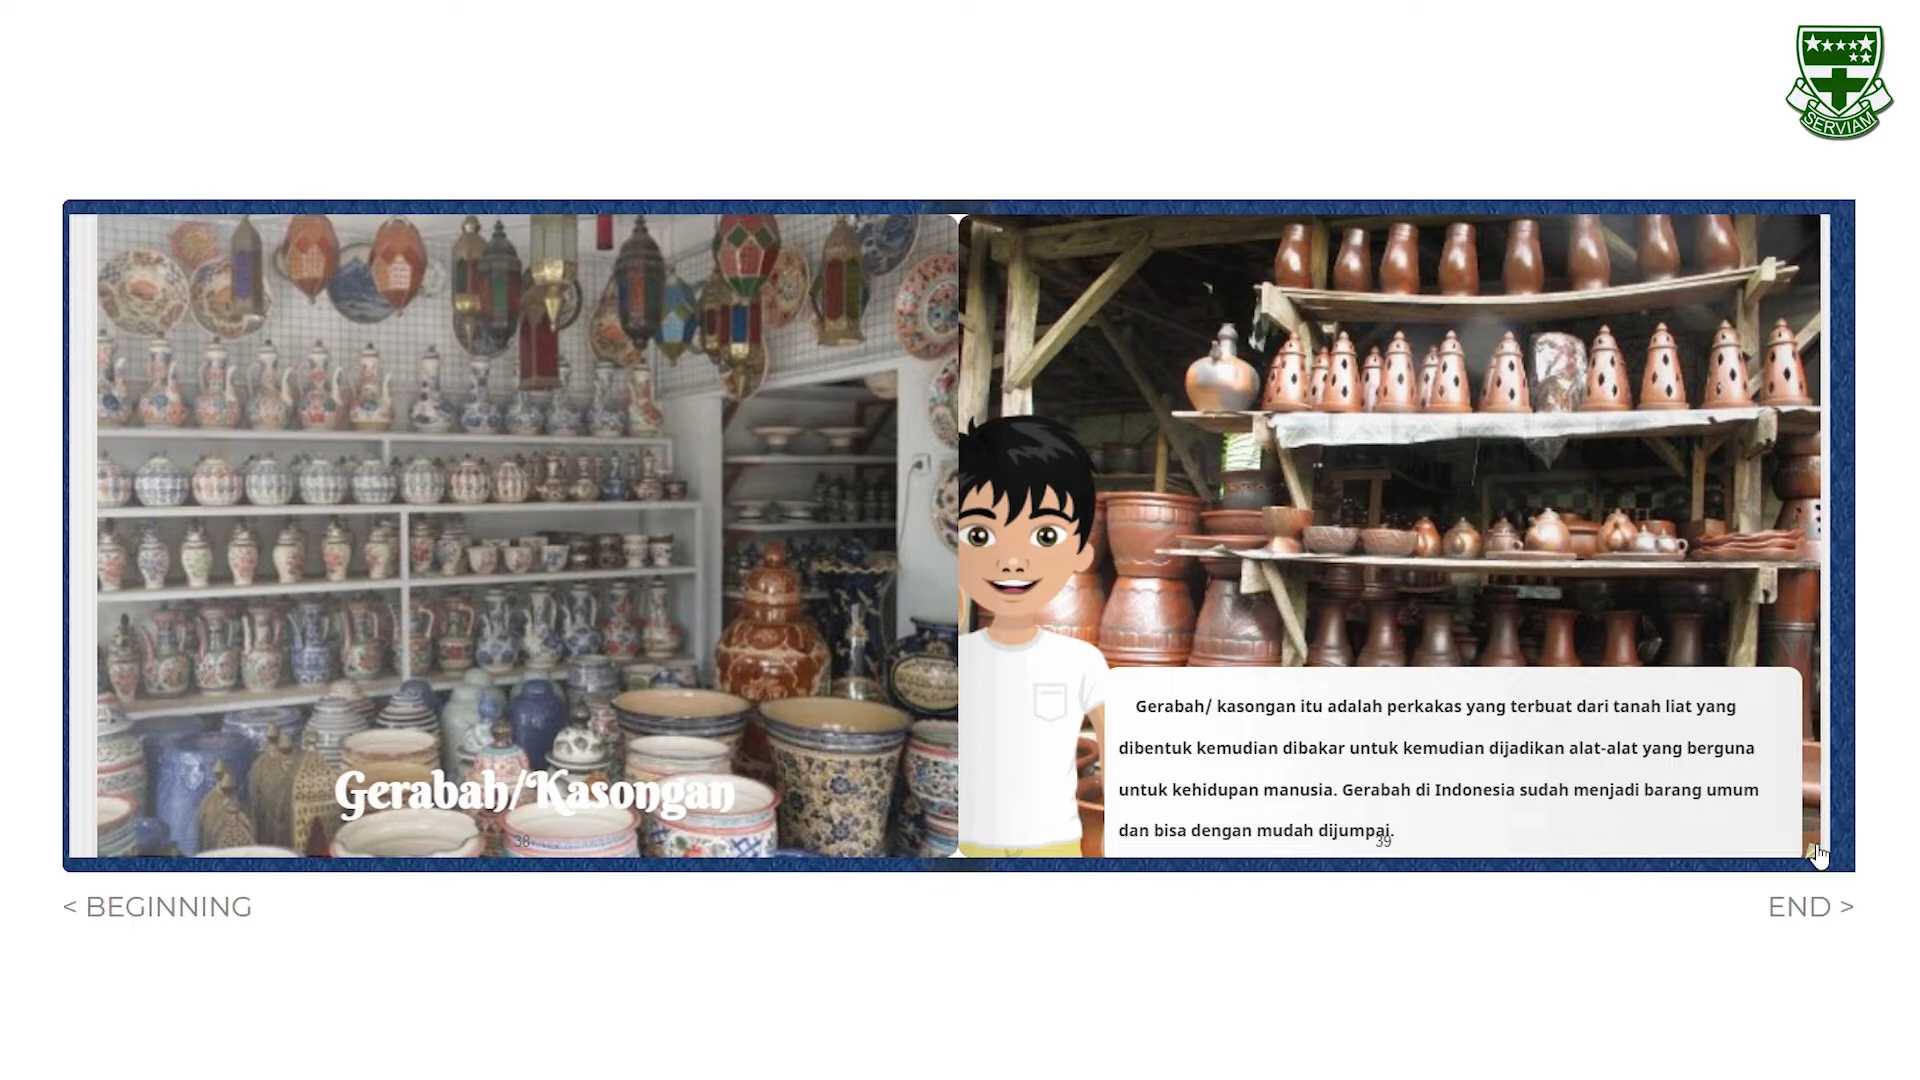 SERVIAM
Gerabah/Kasongan
38
Gerabah/ kasongan itu adalah perkakas yang terbuat dari tanah liat yang
dibentuk kemudian dibakar untuk kemudian dijadikan alat-alat yang berguna
untuk kehidupan manusia. Gerabah di Indonesia sudah menjadi barang umum
dan bisa dengan mudah dijumpai.
39
< BEGINNING
END >